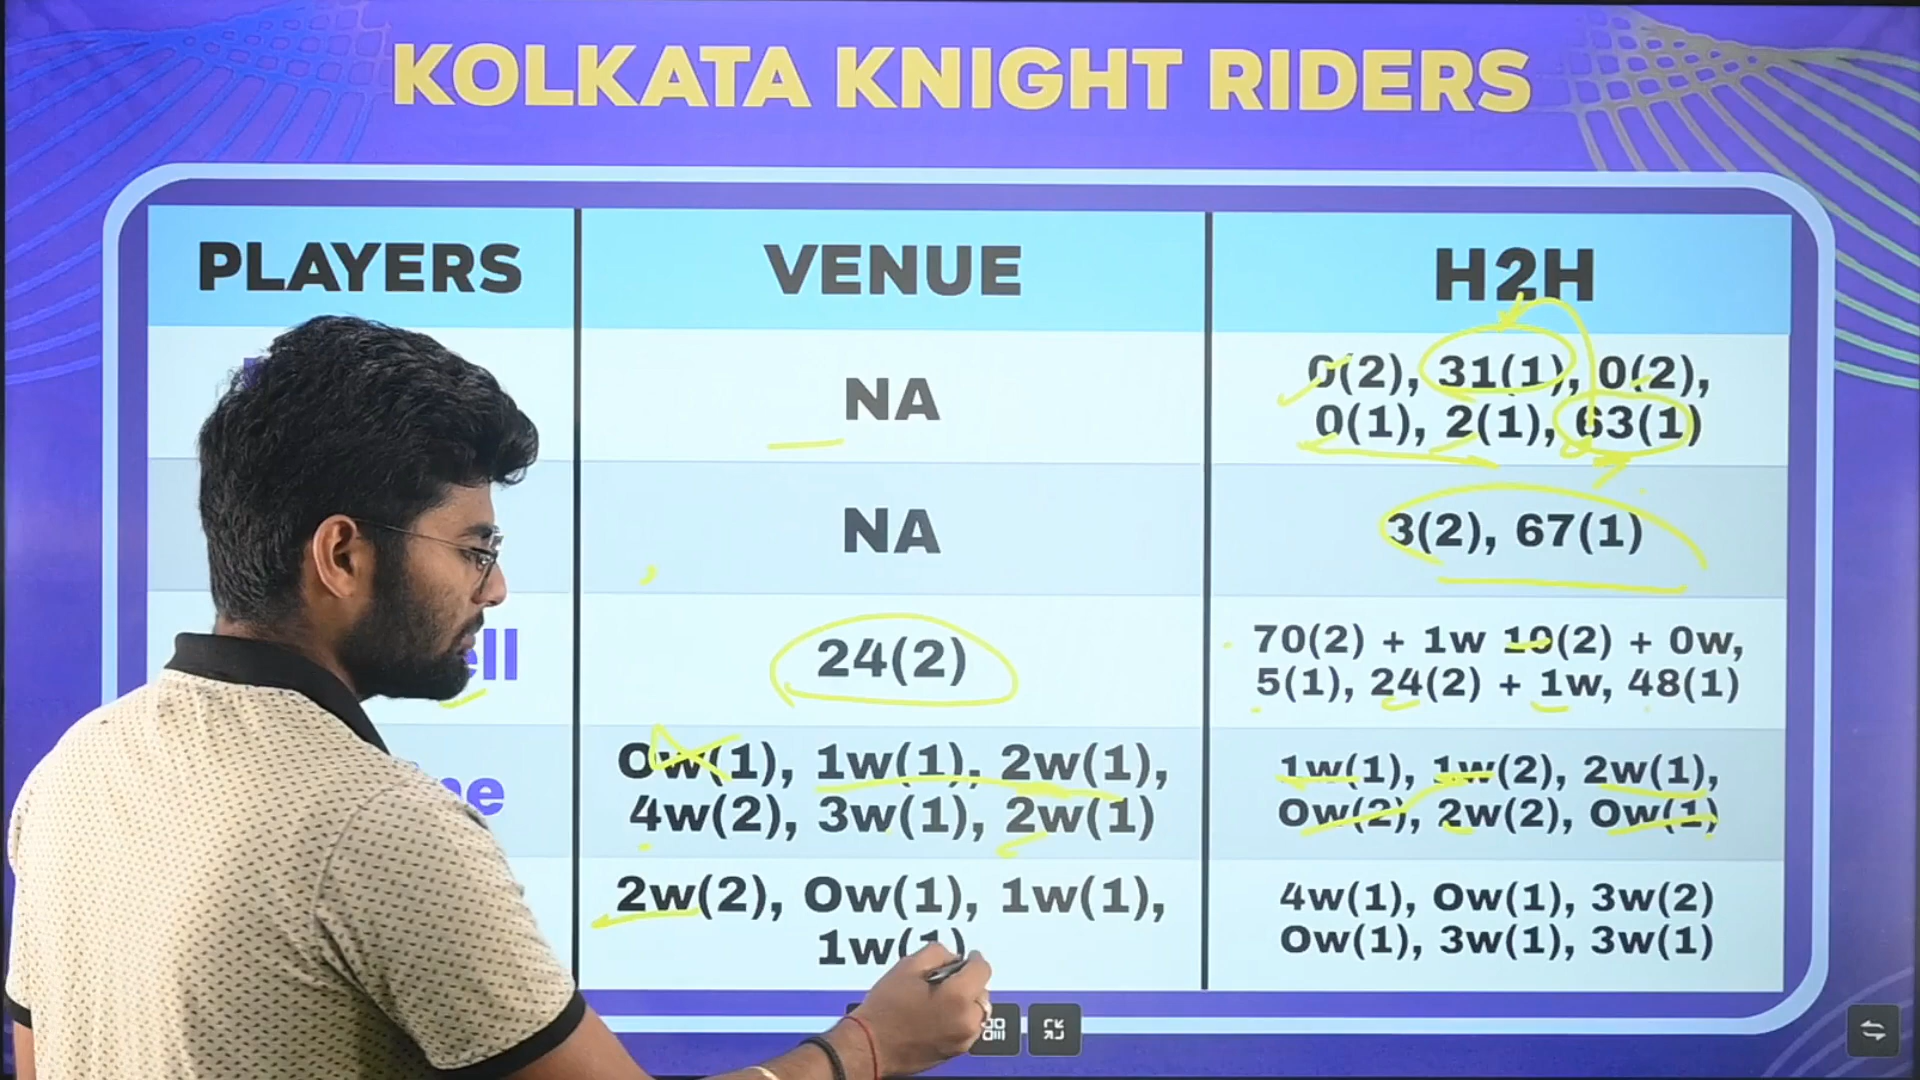 KOLKATA KNIGHT RIDERS
PLAYERS VENUE H2H
NA
0(2), 31(1), 0(2),
0(1), 2(1), 63(1)
NA
3(2), 67(1)
24(2)
70(2) + 1w 10(2) + 0w,
5(1), 24(2) + 1w, 48(1)
0w(1), 1w(1), 2w(1),
4w(2), 3w(1), 2w(1)
1w(1), 1w(2), 2w(1),
0w(2), 2w(2), 0w(1)
2w(2), 0w(1), 1w(1),
1w(1)
4w(1), 0w(1), 3w(2)
0w(1), 3w(1), 3w(1)